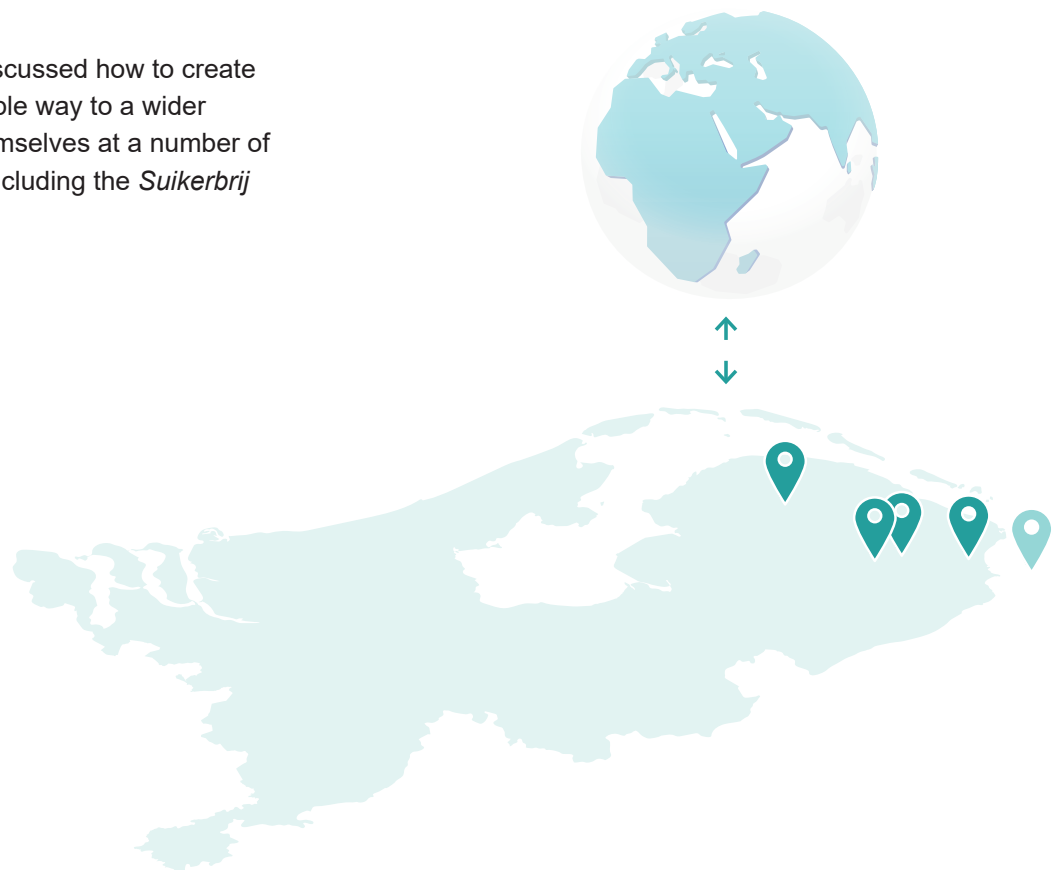 scussed how to create
ble way to a wider
mselves at a number of
cluding the Suikerbrij